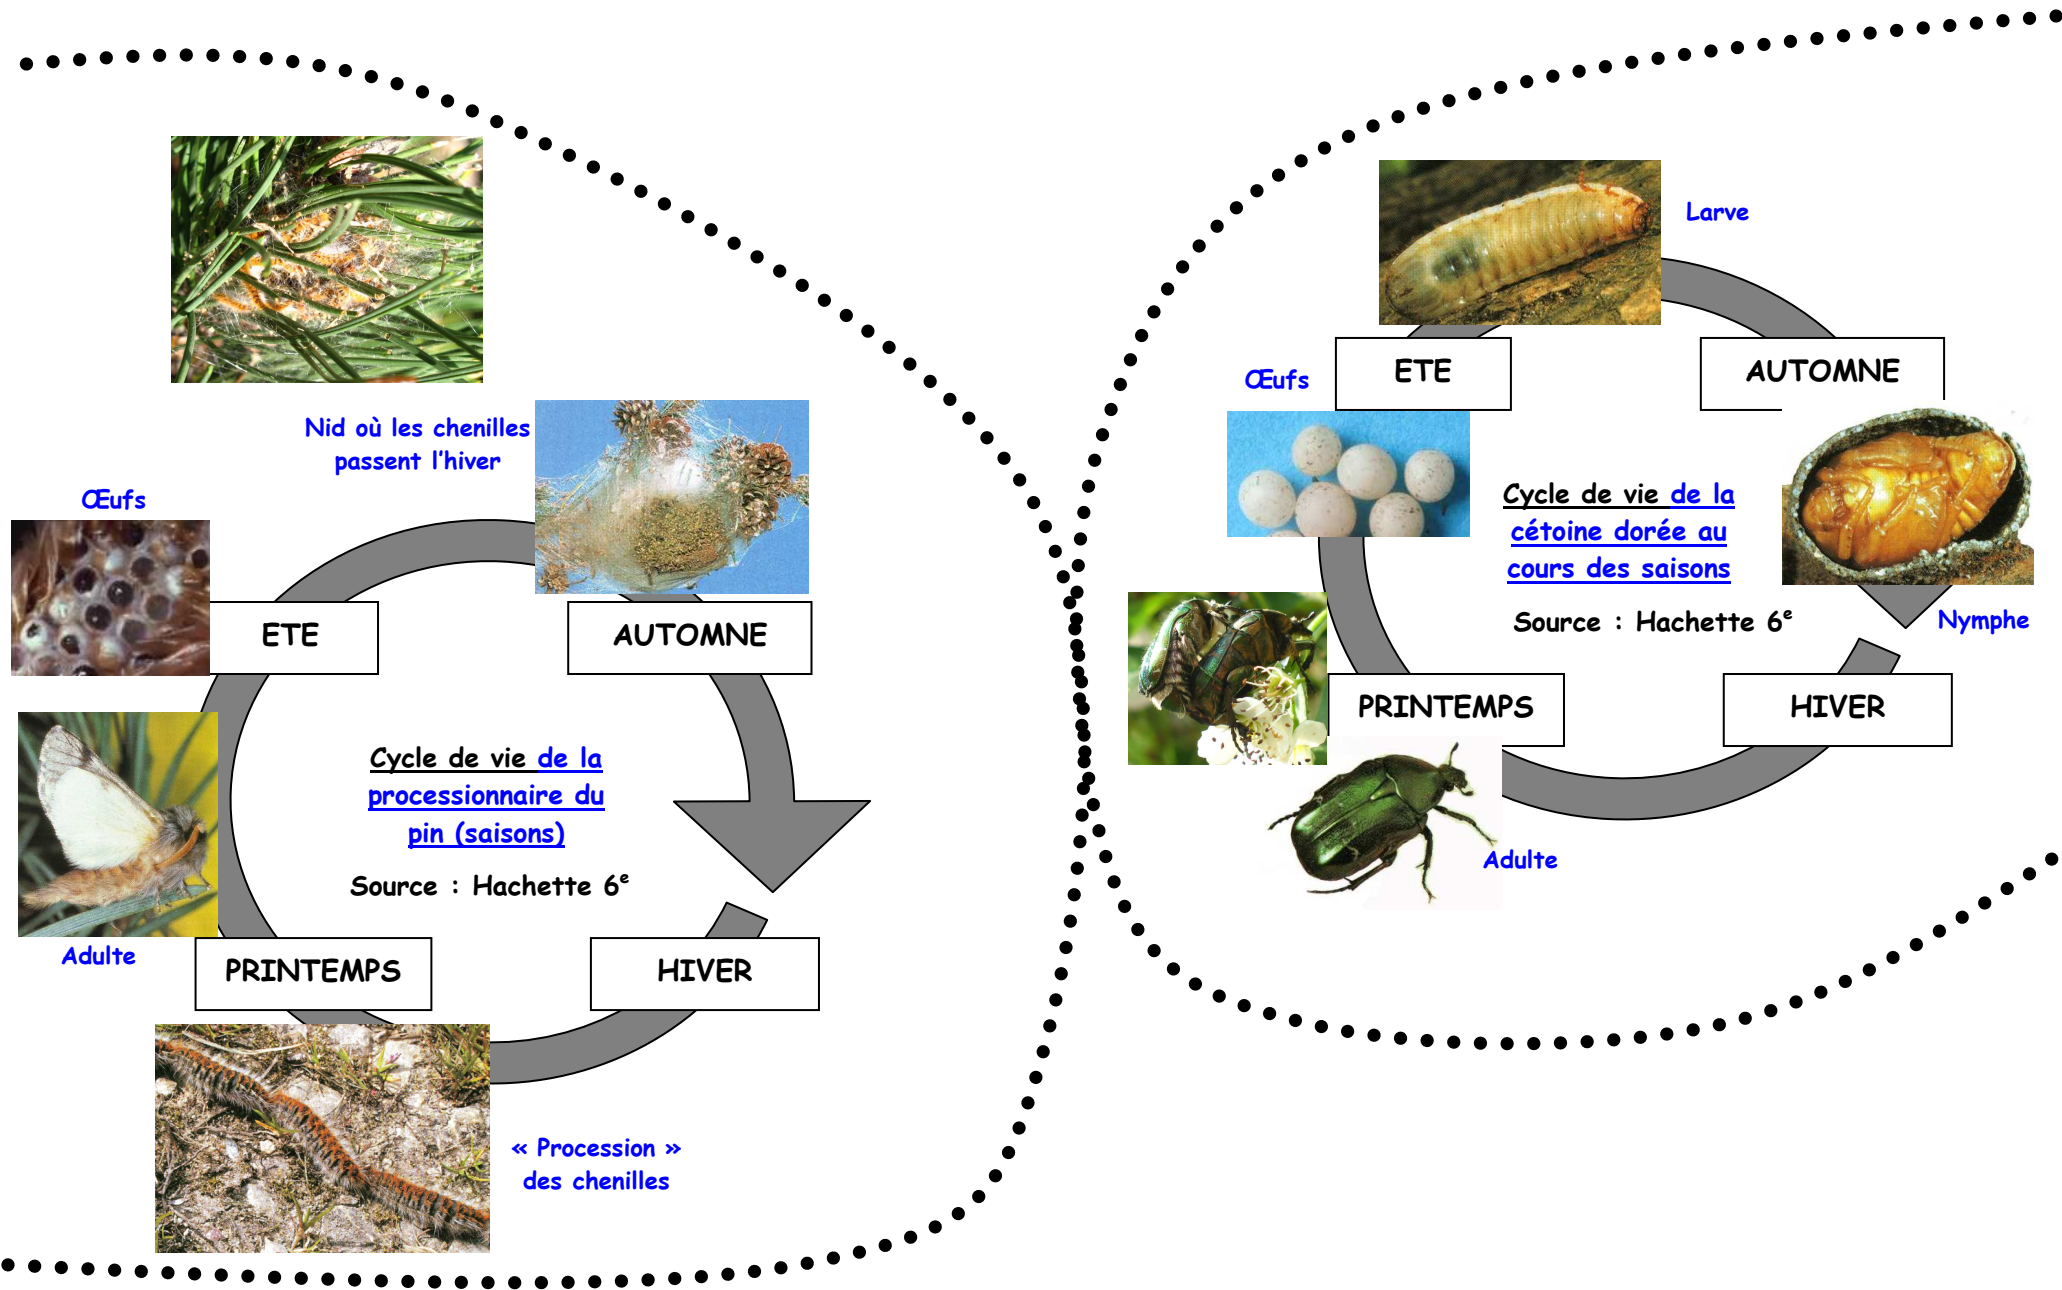 Nid où les chenilles
passent l'hiver
Œufs
ETE
AUTOMNE
Cycle de vie de la
processionnaire du
pin (saisons)
Source : Hachette 6e
Adulte
PRINTEMPS
HIVER
« Procession »
des chenilles
Larve
ETE
AUTOMNE
Œufs
Cycle de vie de la
cétoine dorée au
cours des saisons
Source : Hachette 6e
Nymphe
PRINTEMPS
HIVER
Adulte